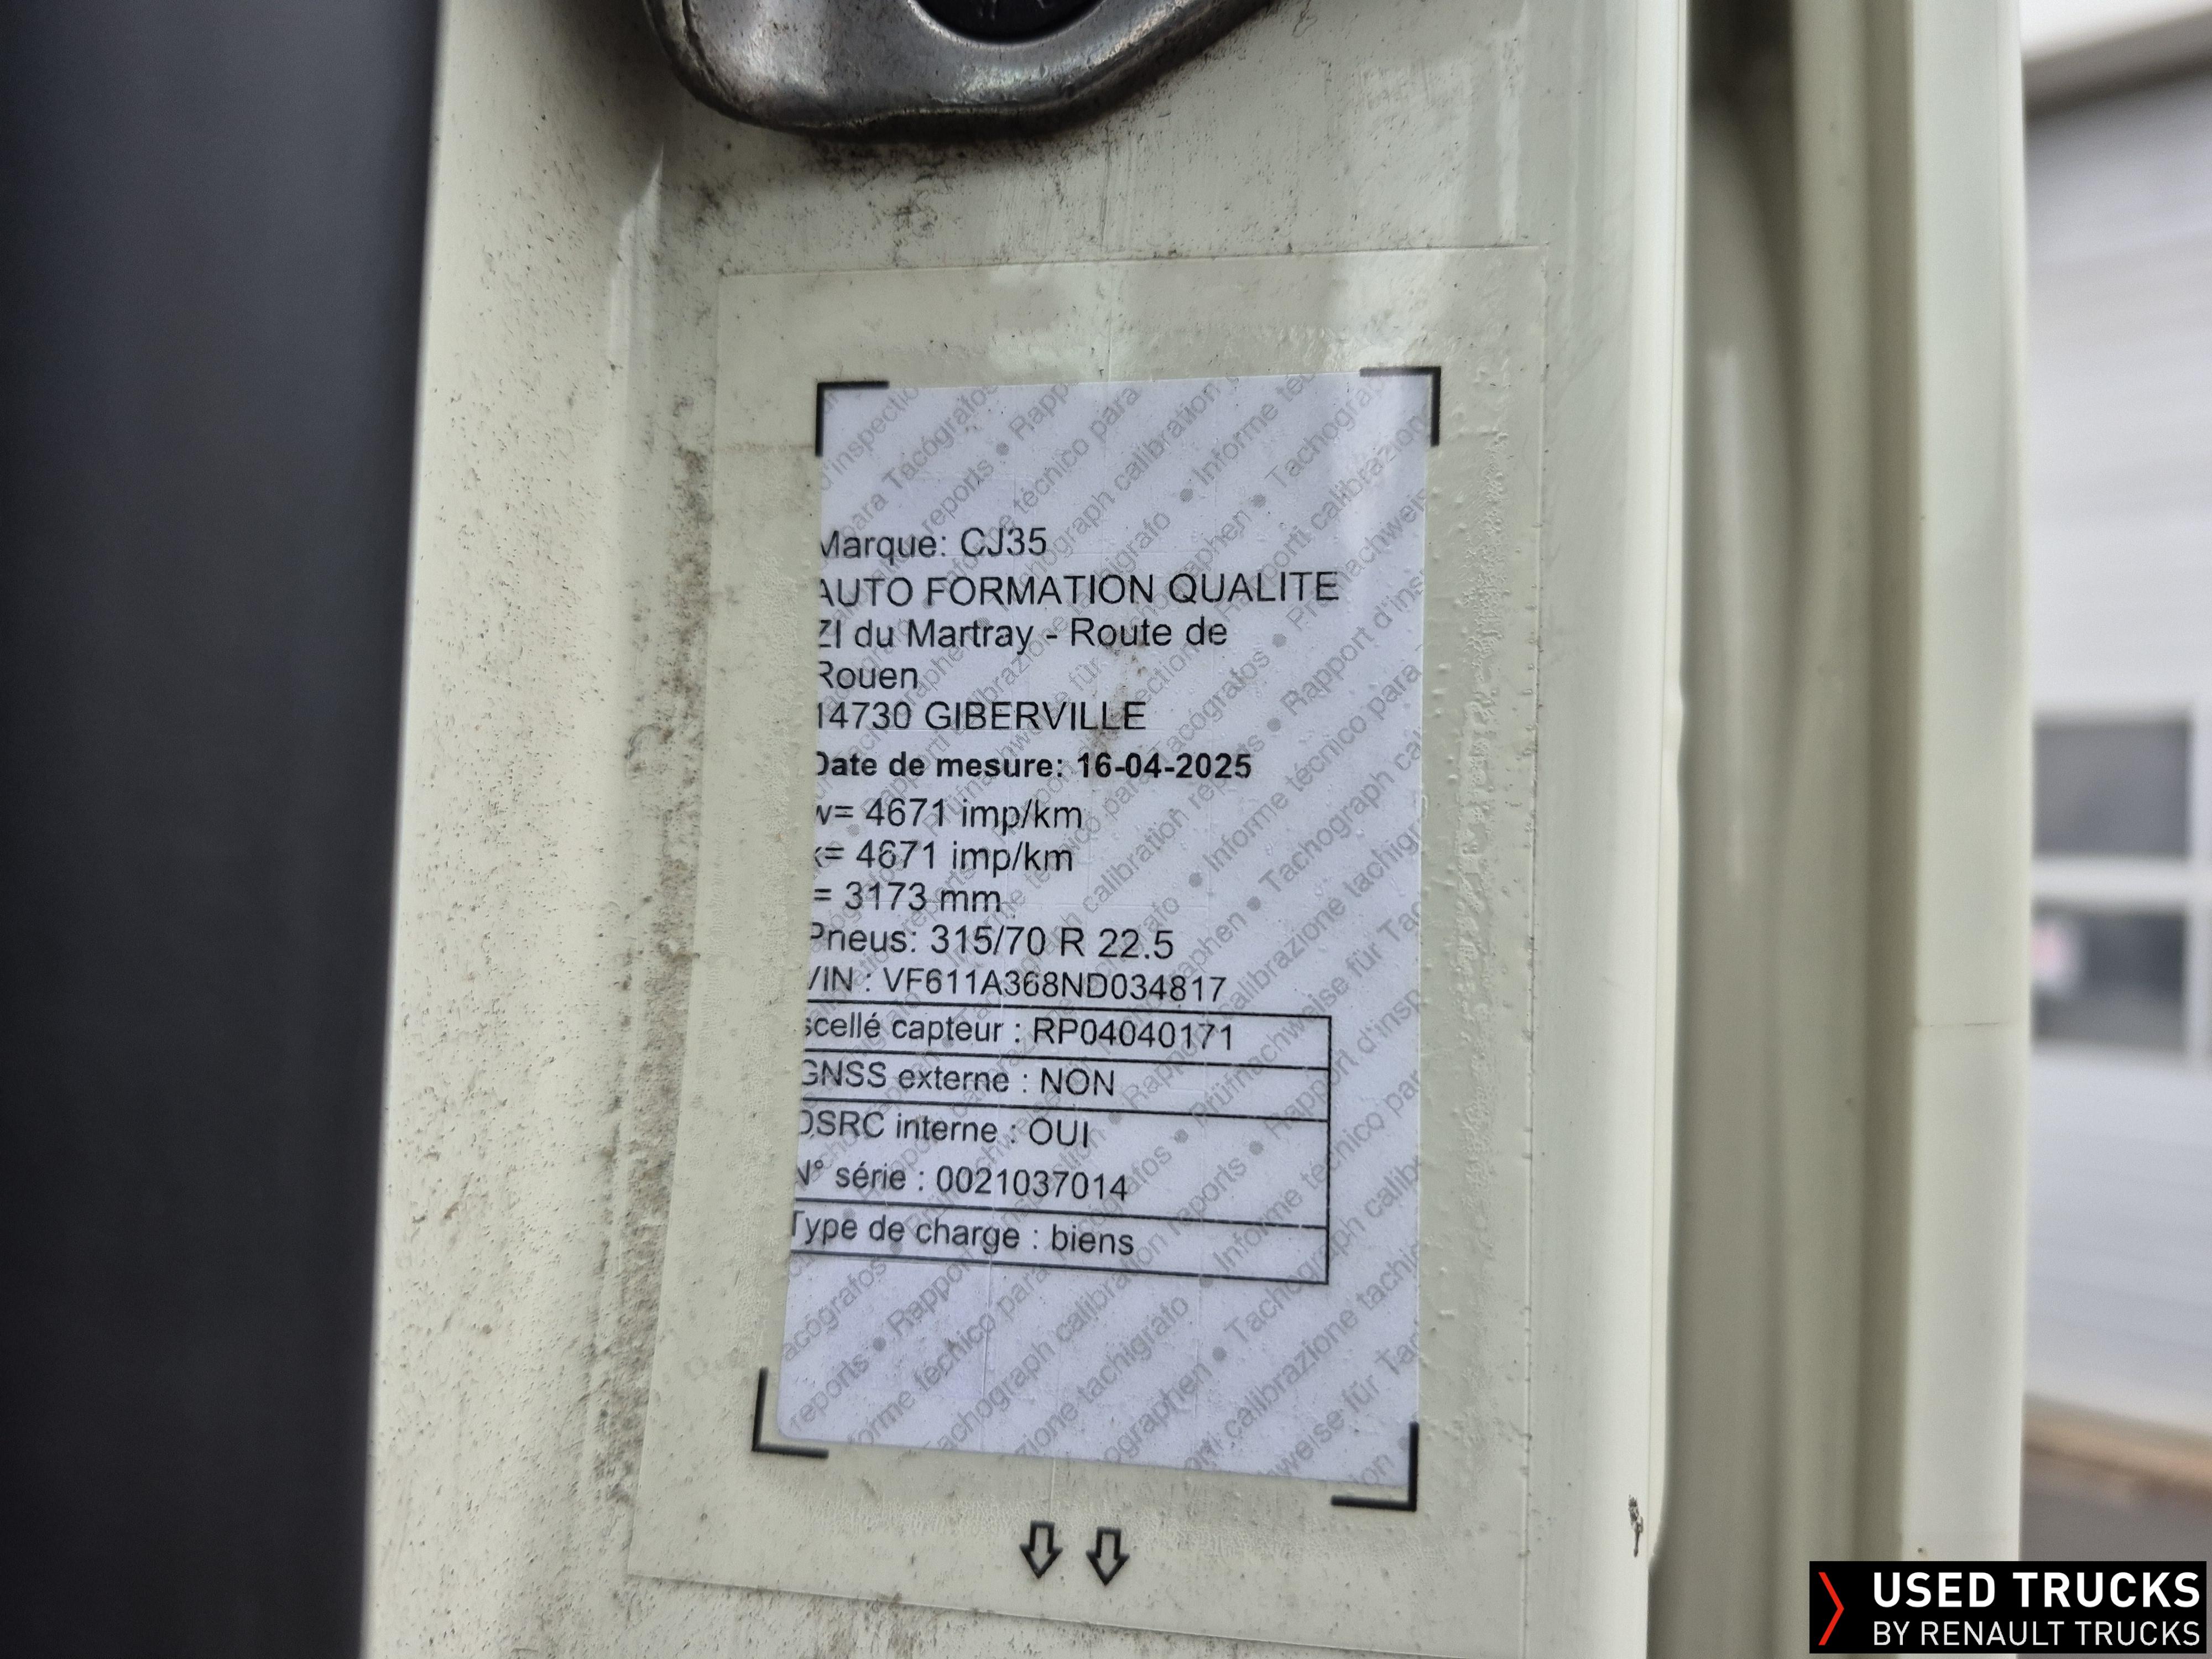 Marque: CJ35
AUTO FORMATION QUALITE
ZI du Martray - Route de
Rouen
14730 GIBERVILLE
Date de mesure: 16-04-2025
w= 4671 imp/km
k= 4671 imp/km
= 3173 mm
Pneus: 315/70 R 22.5
VIN : VF611A368ND034817
scellé capteur : RP04040171
GNSS externe : NON
DSRC interne : OUI
N° série : 0021037014
Type de charge : biens
USED TRUCKS
BY RENAULT TRUCKS